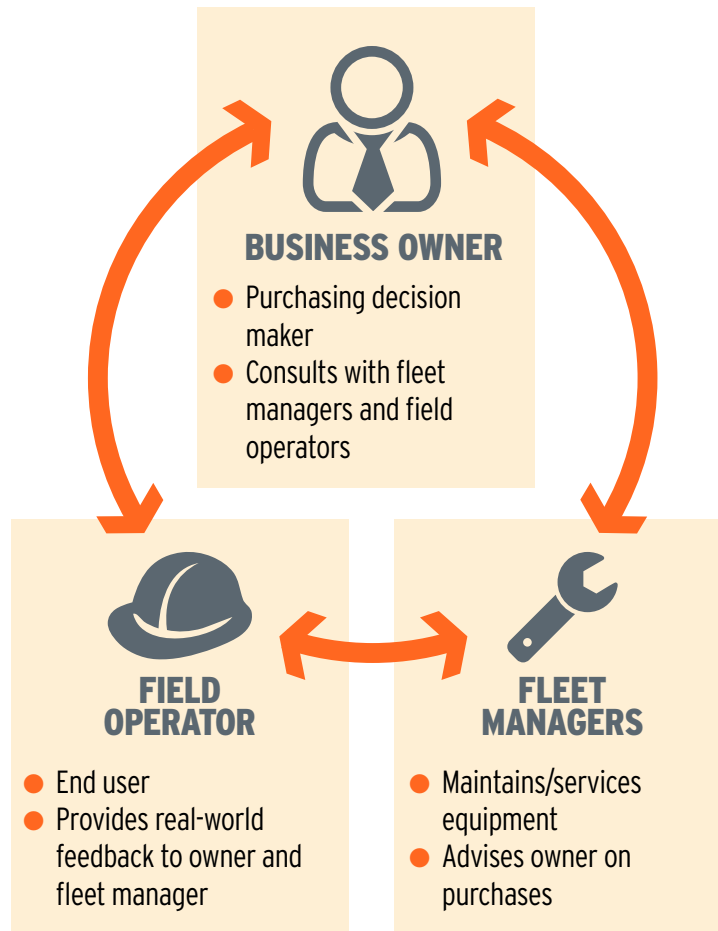 BUSINESS OWNER
Purchasing decision
maker
Consults with fleet
managers and field
operators
FIELD
OPERATOR
End user
Provides real-world
feedback to owner and
fleet manager
FLEET
MANAGERS
Maintains/services
equipment
Advises owner on
purchases